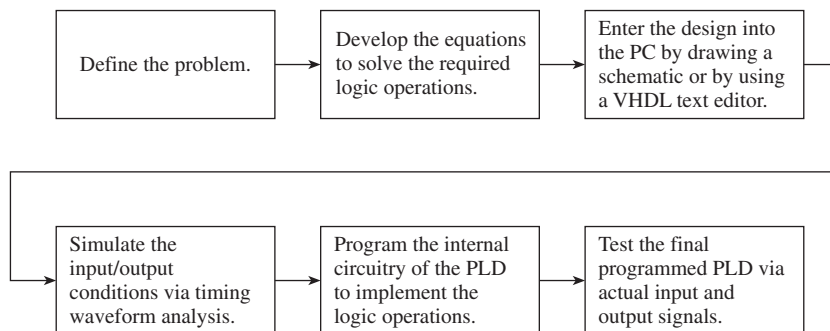 Define the problem.
Develop the equations
to solve the required
logic operations.
Enter the design into
the PC by drawing a
schematic or by using
a VHDL text editor.
Simulate the
input/output
conditions via timing
waveform analysis.
Program the internal
circuitry of the PLD
to implement the
logic operations.
Test the final
programmed PLD via
actual input and
output signals.